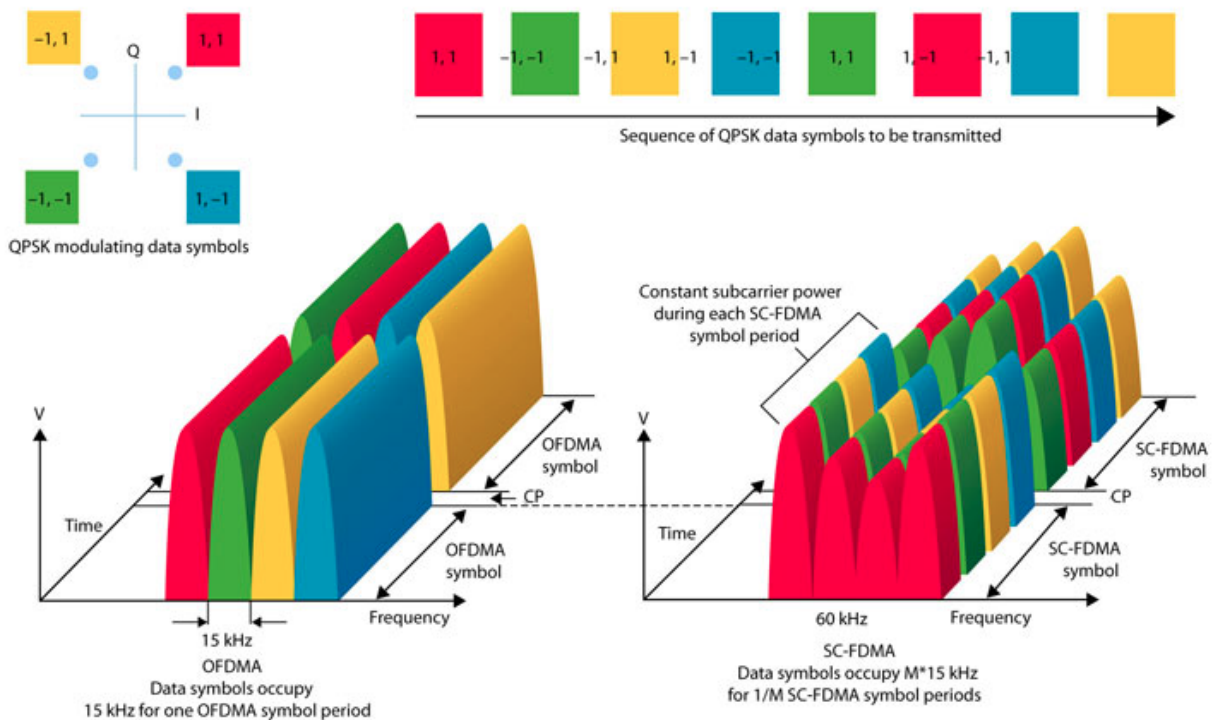 –1, 1
1, 1
Q
I
–1, –1
1, –1
QPSK modulating data symbols
1, 1 –1, –1 –1, 1 1, –1 –1, –1 1, 1 1, –1 –1, 1
Sequence of QPSK data symbols to be transmitted
V
Time
OFDMA
symbol
CP
OFDMA
symbol
Frequency
15 kHz
OFDMA
Data symbols occupy
15 kHz for one OFDMA symbol period
Constant subcarrier power
during each SC-FDMA
symbol period
V
Time
SC-FDMA
symbol
CP
SC-FDMA
symbol
60 kHz
Frequency
SC-FDMA
Data symbols occupy M*15 kHz
for 1/M SC-FDMA symbol periods